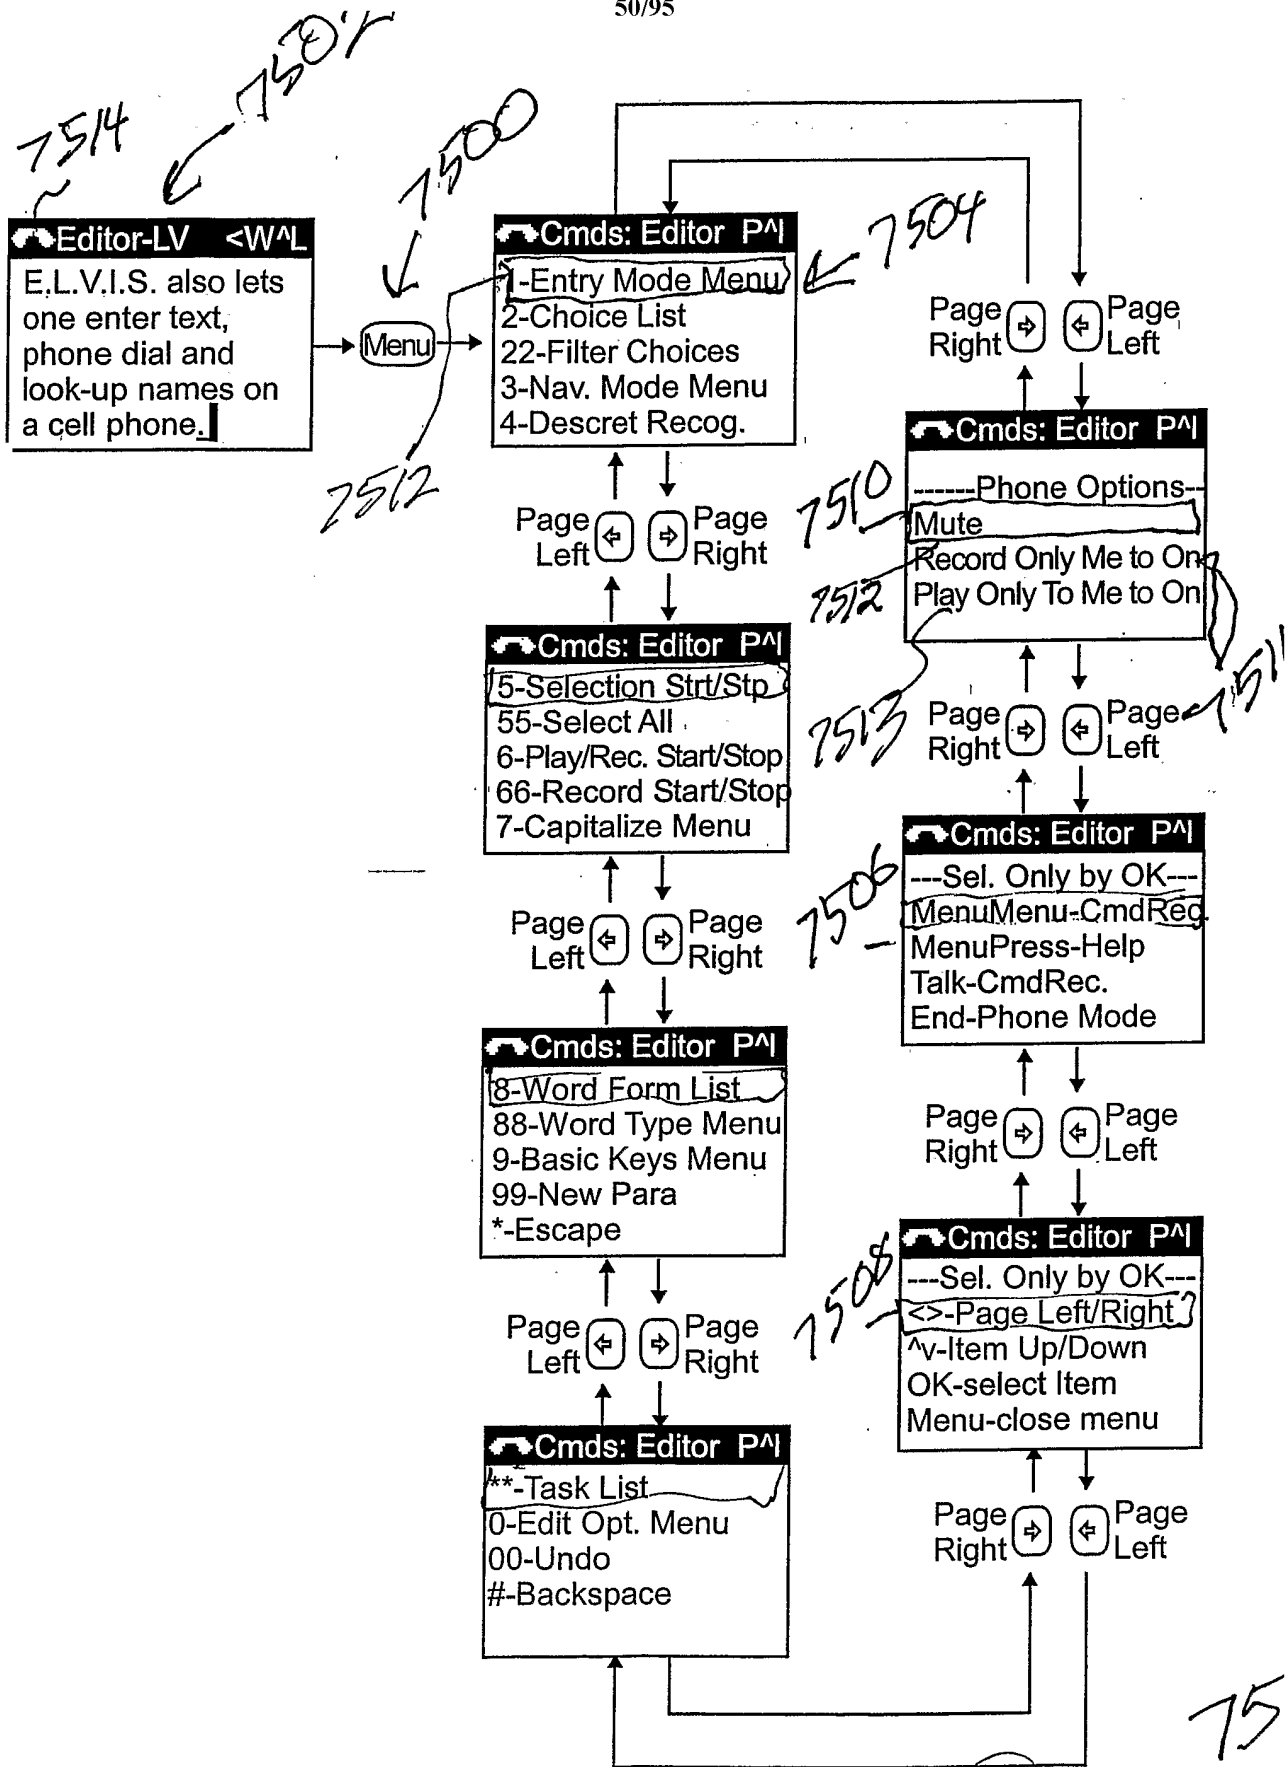 50/95
7502
7514
7500
Editor-LV <W^L
E.L.V.I.S. also lets
one enter text,
phone dial and
look-up names on
a cell phone.
Menu
Cmds: Editor P^I
1-Entry Mode Menu
2-Choice List
22-Filter Choices
3-Nav. Mode Menu
4-Descret Recog.
7504
7512
Page Left
Page Right
Cmds: Editor P^I
5-Selection Strt/Stp
55-Select All
6-Play/Rec. Start/Stop
66-Record Start/Stop
7-Capitalize Menu
Page Left
Page Right
Cmds: Editor P^I
8-Word Form List
88-Word Type Menu
9-Basic Keys Menu
99-New Para
*-Escape
Page Left
Page Right
Cmds: Editor P^I
**-Task List
0-Edit Opt. Menu
00-Undo
#-Backspace
Page Right
Page Left
Cmds: Editor P^I
------Phone Options--
Mute
Record Only Me to On
Play Only To Me to On
7510
7512
7513
7511
Page Right
Page Left
Cmds: Editor P^I
---Sel. Only by OK---
MenuMenu-CmdRec.
MenuPress-Help
Talk-CmdRec.
End-Phone Mode
7506
Page Right
Page Left
Cmds: Editor P^I
---Sel. Only by OK---
<>-Page Left/Right
^v-Item Up/Down
OK-select Item
Menu-close menu
7508
Page Right
Page Left
75